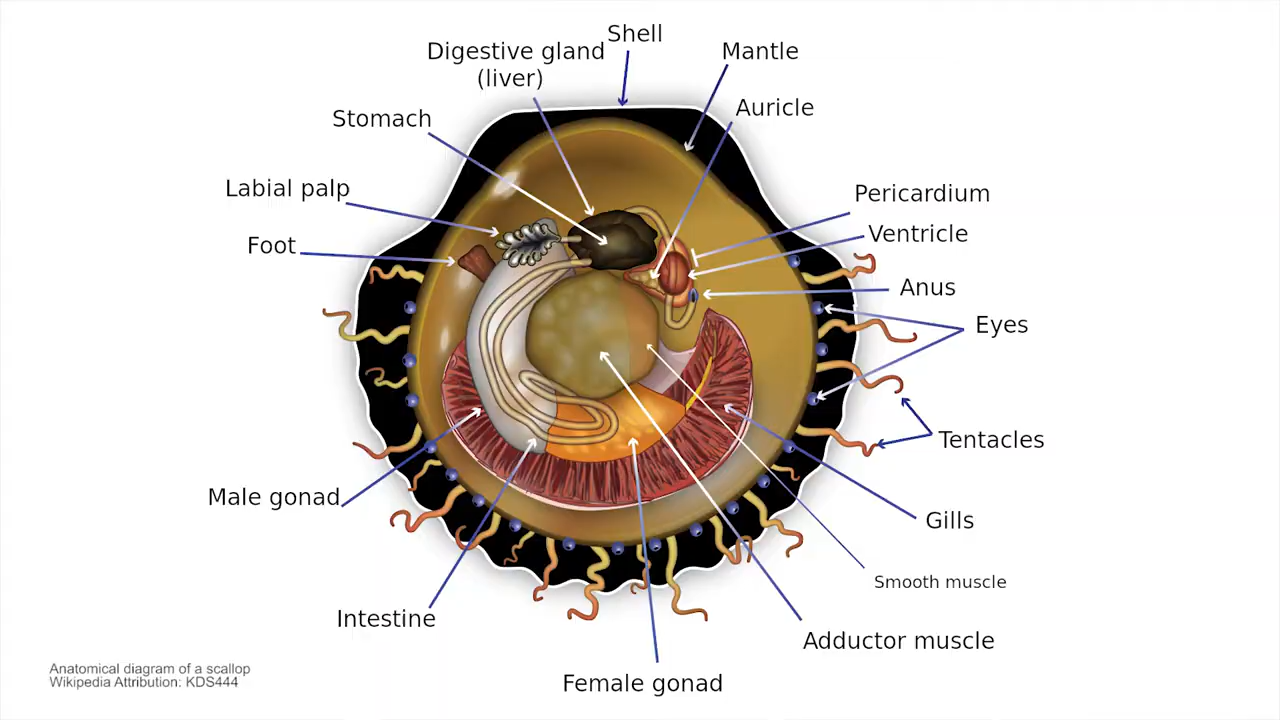 Shell
Digestive gland
(liver)
Mantle
Auricle
Stomach
Labial palp
Pericardium
Ventricle
Foot
Anus
Eyes
Tentacles
Male gonad
Gills
Smooth muscle
Intestine
Adductor muscle
Female gonad
Anatomical diagram of a scallop
Wikipedia Attribution: KDS444